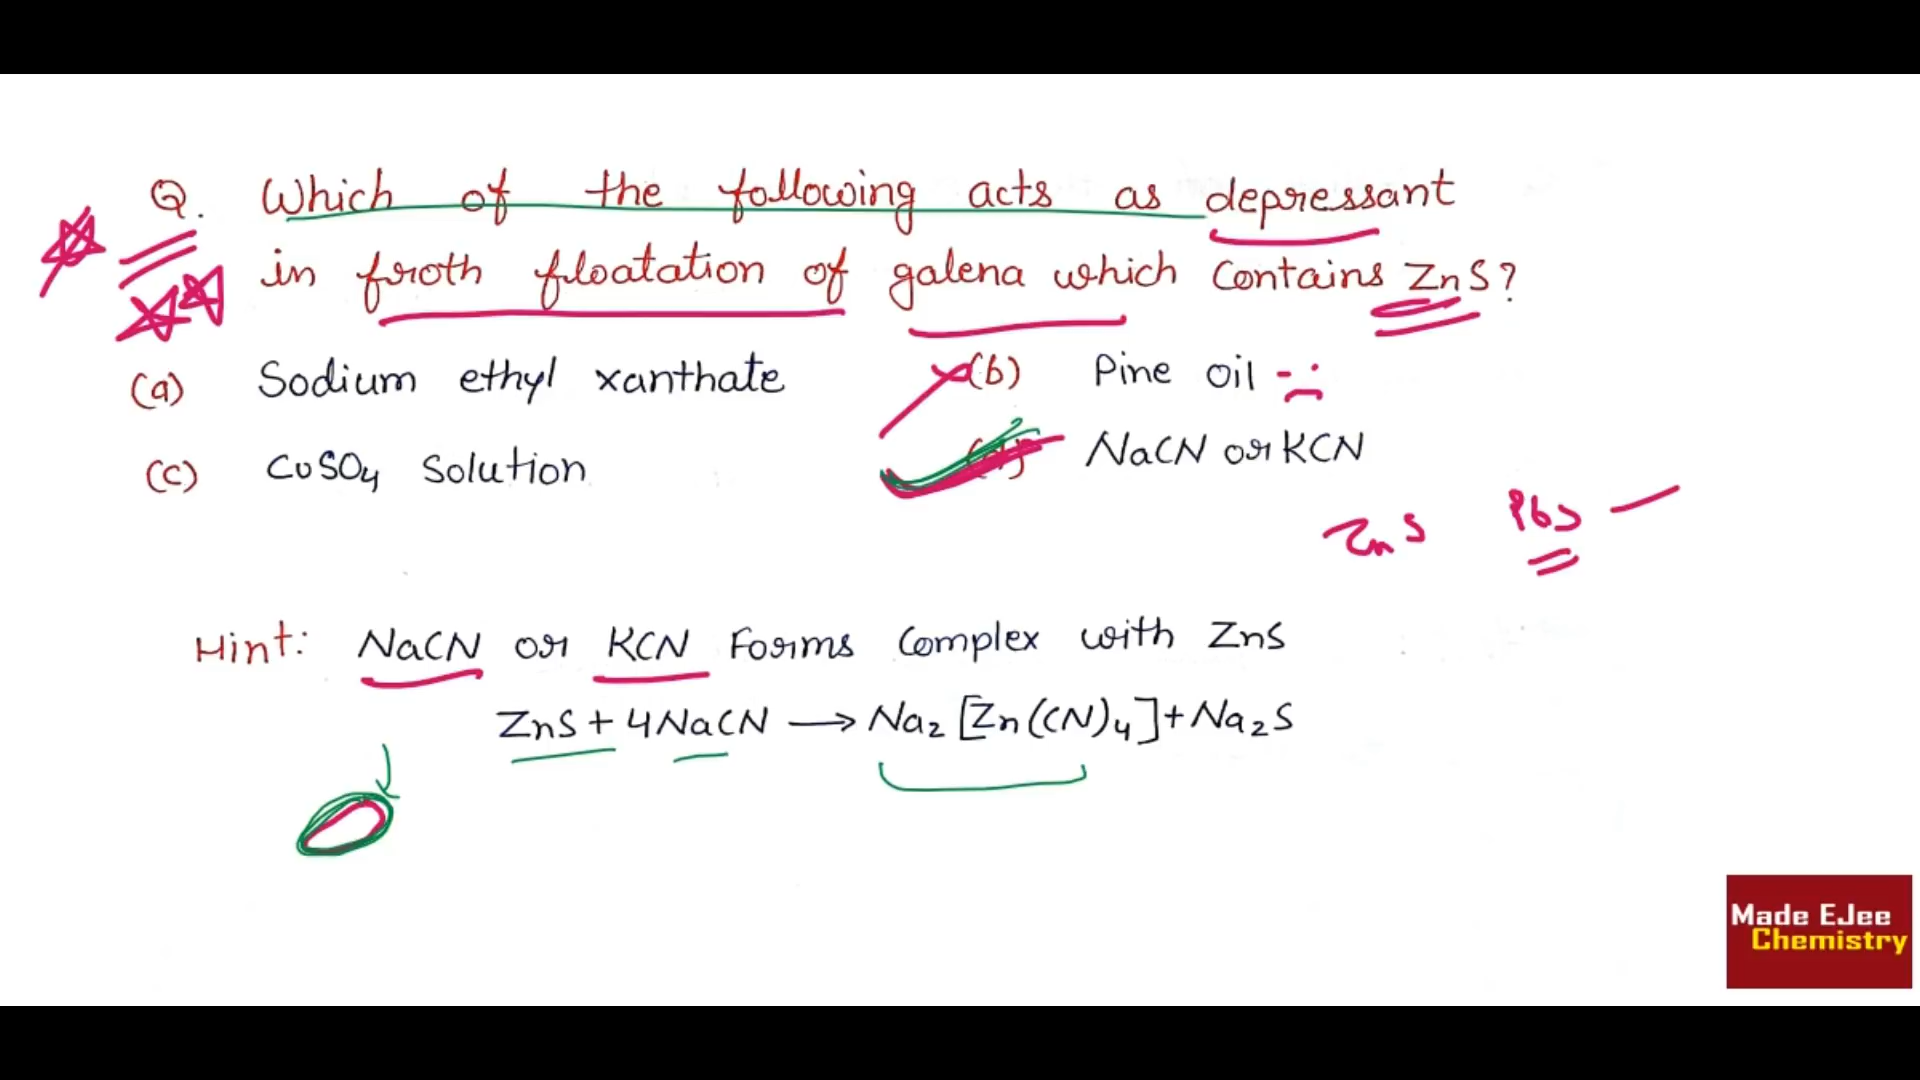 Q. Which of the following acts as depressant
in froth floatation of galena which contains ZnS?
(a) Sodium ethyl xanthate (b) Pine oil
(c) CuSO4 solution (d) NaCN or KCN
ZnS PbS
Hint: NaCN or KCN Forms Complex with ZnS
ZnS + 4NaCN → Na2 [Zn(CN)4] + Na2S
Made EJee
Chemistry